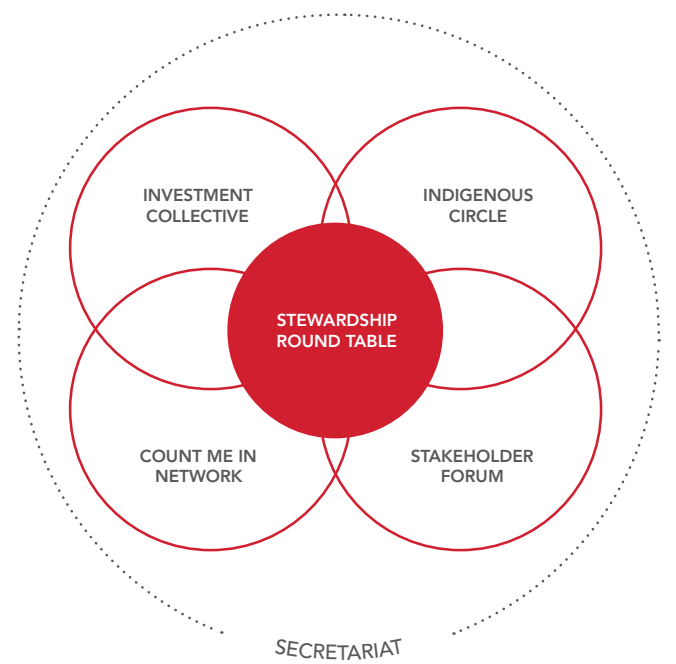 INVESTMENT
COLLECTIVE
INDIGENOUS
CIRCLE
STEWARDSHIP
ROUND TABLE
COUNT ME IN
NETWORK
STAKEHOLDER
FORUM
SECRETARIAT